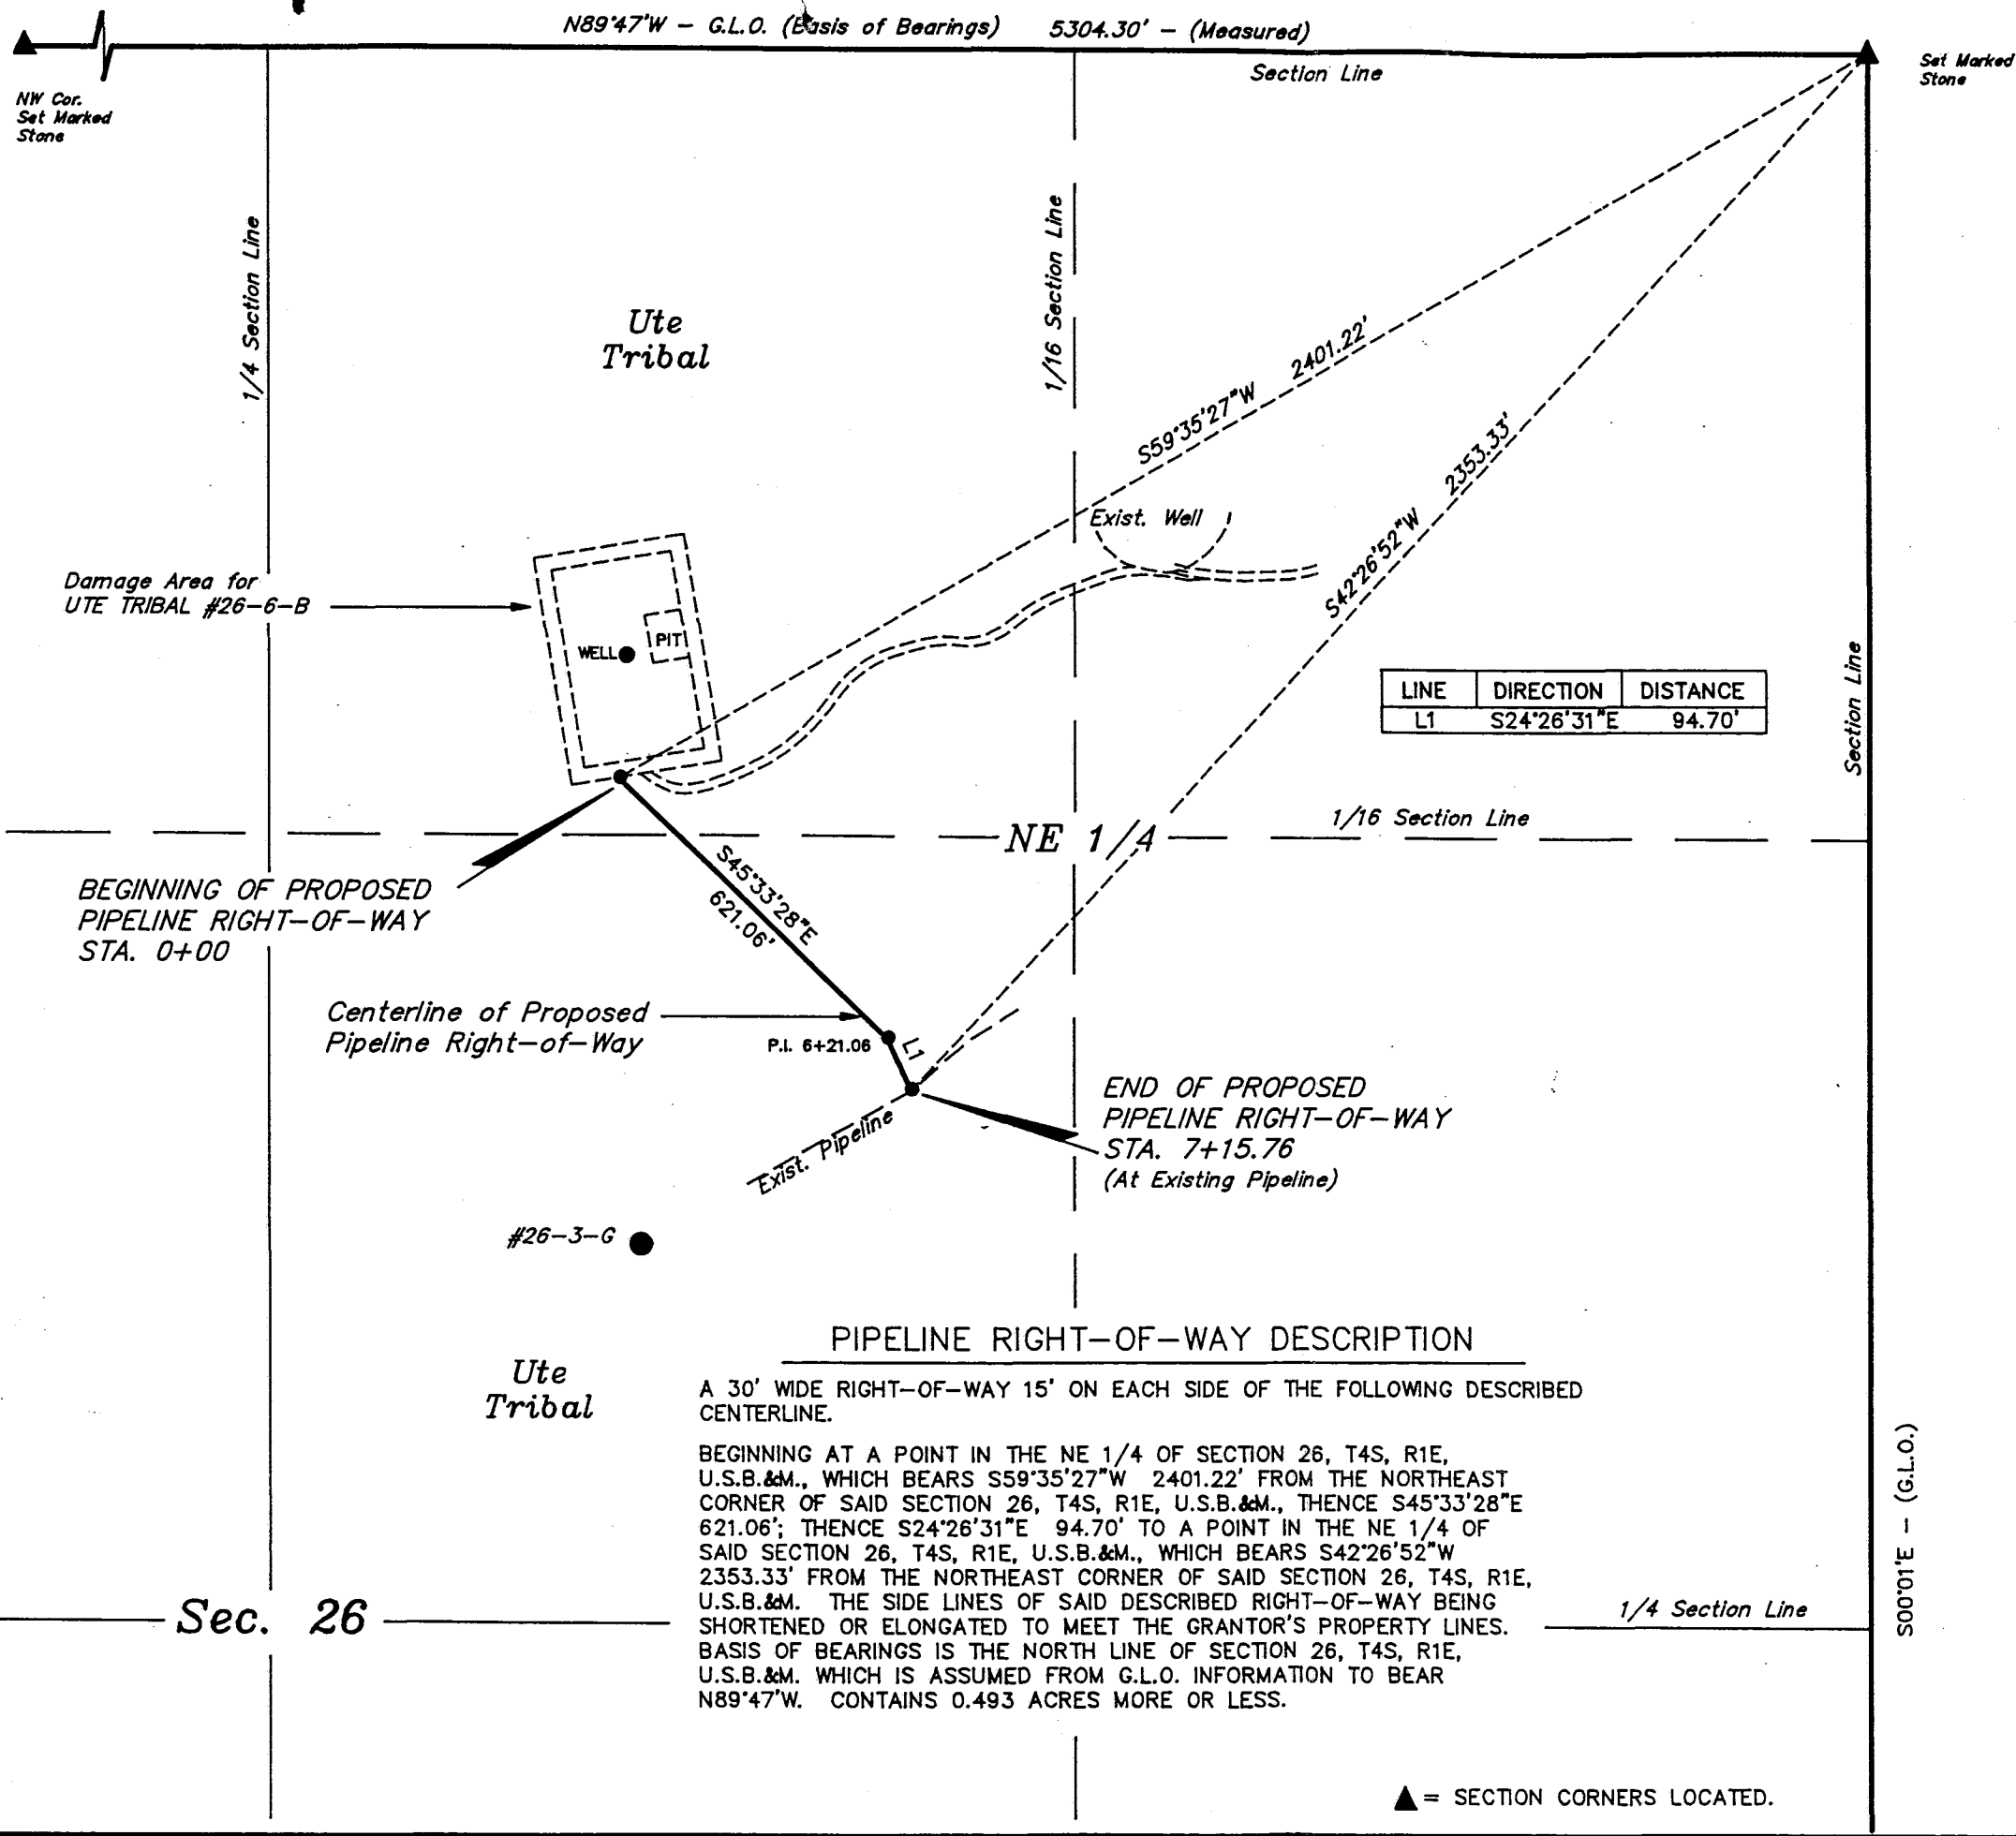 N89°47'W – G.L.O. (Basis of Bearings) 5304.30' – (Measured)
Section Line
Set Marked
Stone
NW Cor.
Set Marked
Stone
1/4 Section Line
1/16 Section Line
Ute
Tribal
S59°35'27"W 2401.22'
S42°26'52"W 2353.33'
Exist. Well
Damage Area for
UTE TRIBAL #26-6-B
WELL
PIT
LINE DIRECTION DISTANCE
L1 S24°26'31"E 94.70'
Section Line
1/16 Section Line
NE 1/4
S45°33'28"E
621.06'
BEGINNING OF PROPOSED
PIPELINE RIGHT-OF-WAY
STA. 0+00
Centerline of Proposed
Pipeline Right-of-Way
P.I. 6+21.06
L1
END OF PROPOSED
PIPELINE RIGHT-OF-WAY
STA. 7+15.76
(At Existing Pipeline)
Exist. Pipeline
#26-3-G
PIPELINE RIGHT-OF-WAY DESCRIPTION
Ute
Tribal
A 30' WIDE RIGHT-OF-WAY 15' ON EACH SIDE OF THE FOLLOWING DESCRIBED
CENTERLINE.
BEGINNING AT A POINT IN THE NE 1/4 OF SECTION 26, T4S, R1E,
U.S.B.&M., WHICH BEARS S59°35'27"W 2401.22' FROM THE NORTHEAST
CORNER OF SAID SECTION 26, T4S, R1E, U.S.B.&M., THENCE S45°33'28"E
621.06'; THENCE S24°26'31"E 94.70' TO A POINT IN THE NE 1/4 OF
SAID SECTION 26, T4S, R1E, U.S.B.&M., WHICH BEARS S42°26'52"W
2353.33' FROM THE NORTHEAST CORNER OF SAID SECTION 26, T4S, R1E,
U.S.B.&M. THE SIDE LINES OF SAID DESCRIBED RIGHT-OF-WAY BEING
SHORTENED OR ELONGATED TO MEET THE GRANTOR'S PROPERTY LINES.
BASIS OF BEARINGS IS THE NORTH LINE OF SECTION 26, T4S, R1E,
U.S.B.&M. WHICH IS ASSUMED FROM G.L.O. INFORMATION TO BEAR
N89°47'W. CONTAINS 0.493 ACRES MORE OR LESS.
Sec. 26
1/4 Section Line
S00°01'E – (G.L.O.)
▲ = SECTION CORNERS LOCATED.